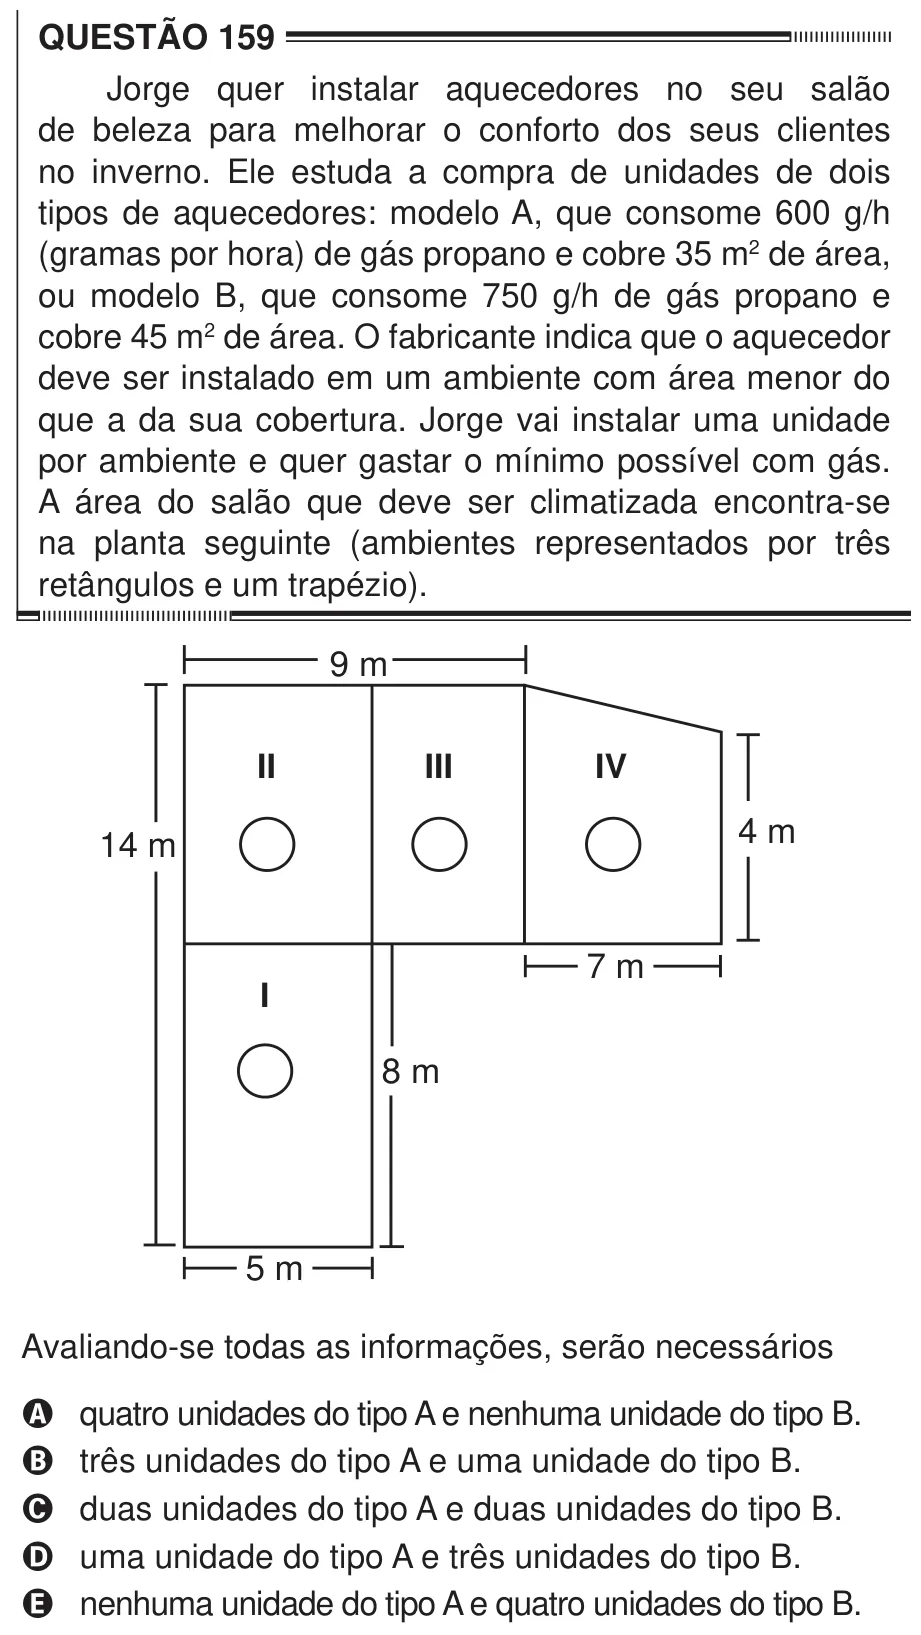 QUESTÃO 159
Jorge quer instalar aquecedores no seu salão
de beleza para melhorar o conforto dos seus clientes
no inverno. Ele estuda a compra de unidades de dois
tipos de aquecedores: modelo A, que consome 600 g/h
(gramas por hora) de gás propano e cobre 35 m² de área,
ou modelo B, que consome 750 g/h de gás propano e
cobre 45 m² de área. O fabricante indica que o aquecedor
deve ser instalado em um ambiente com área menor do
que a da sua cobertura. Jorge vai instalar uma unidade
por ambiente e quer gastar o mínimo possível com gás.
A área do salão que deve ser climatizada encontra-se
na planta seguinte (ambientes representados por três
retângulos e um trapézio).
9 m
II III IV
14 m
4 m
7 m
I
8 m
5 m
Avaliando-se todas as informações, serão necessários
A quatro unidades do tipo A e nenhuma unidade do tipo B.
B três unidades do tipo A e uma unidade do tipo B.
C duas unidades do tipo A e duas unidades do tipo B.
D uma unidade do tipo A e três unidades do tipo B.
E nenhuma unidade do tipo A e quatro unidades do tipo B.